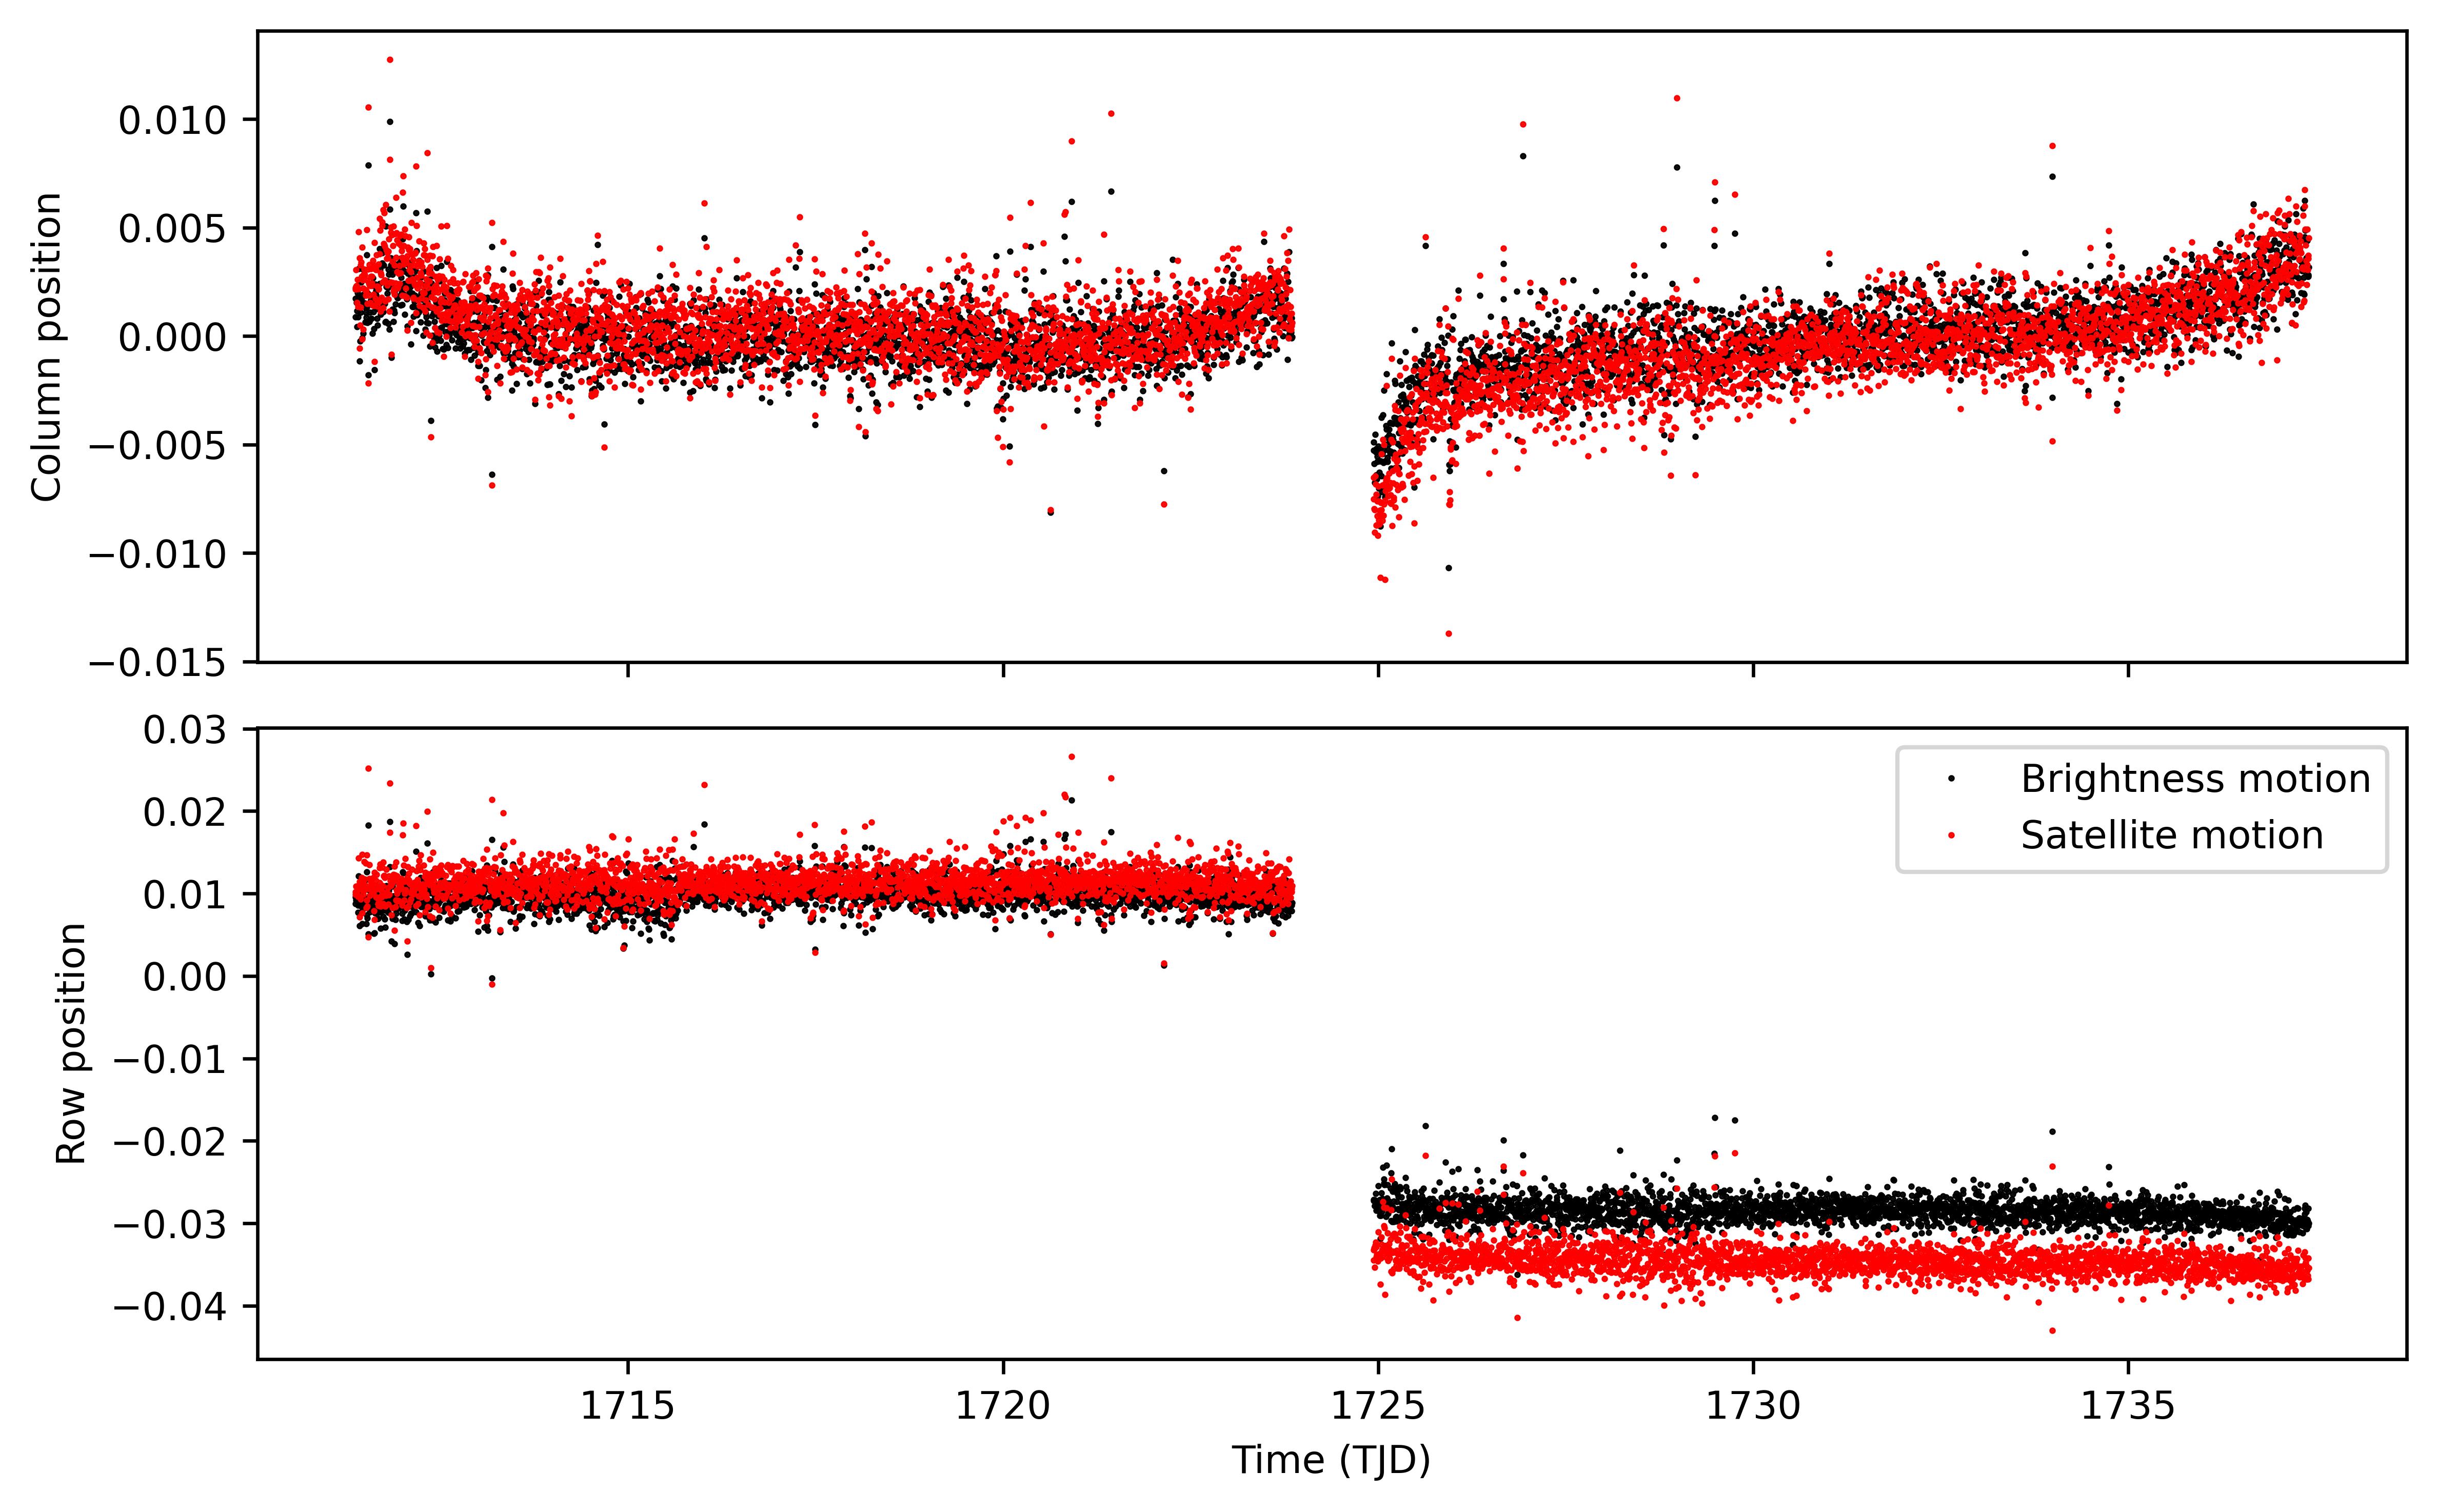 0.010
0.005
0.000
−0.005
−0.010
−0.015
Column position
0.03
0.02
0.01
0.00
−0.01
−0.02
−0.03
−0.04
Row position
Brightness motion
Satellite motion
1715 1720 1725 1730 1735
Time (TJD)